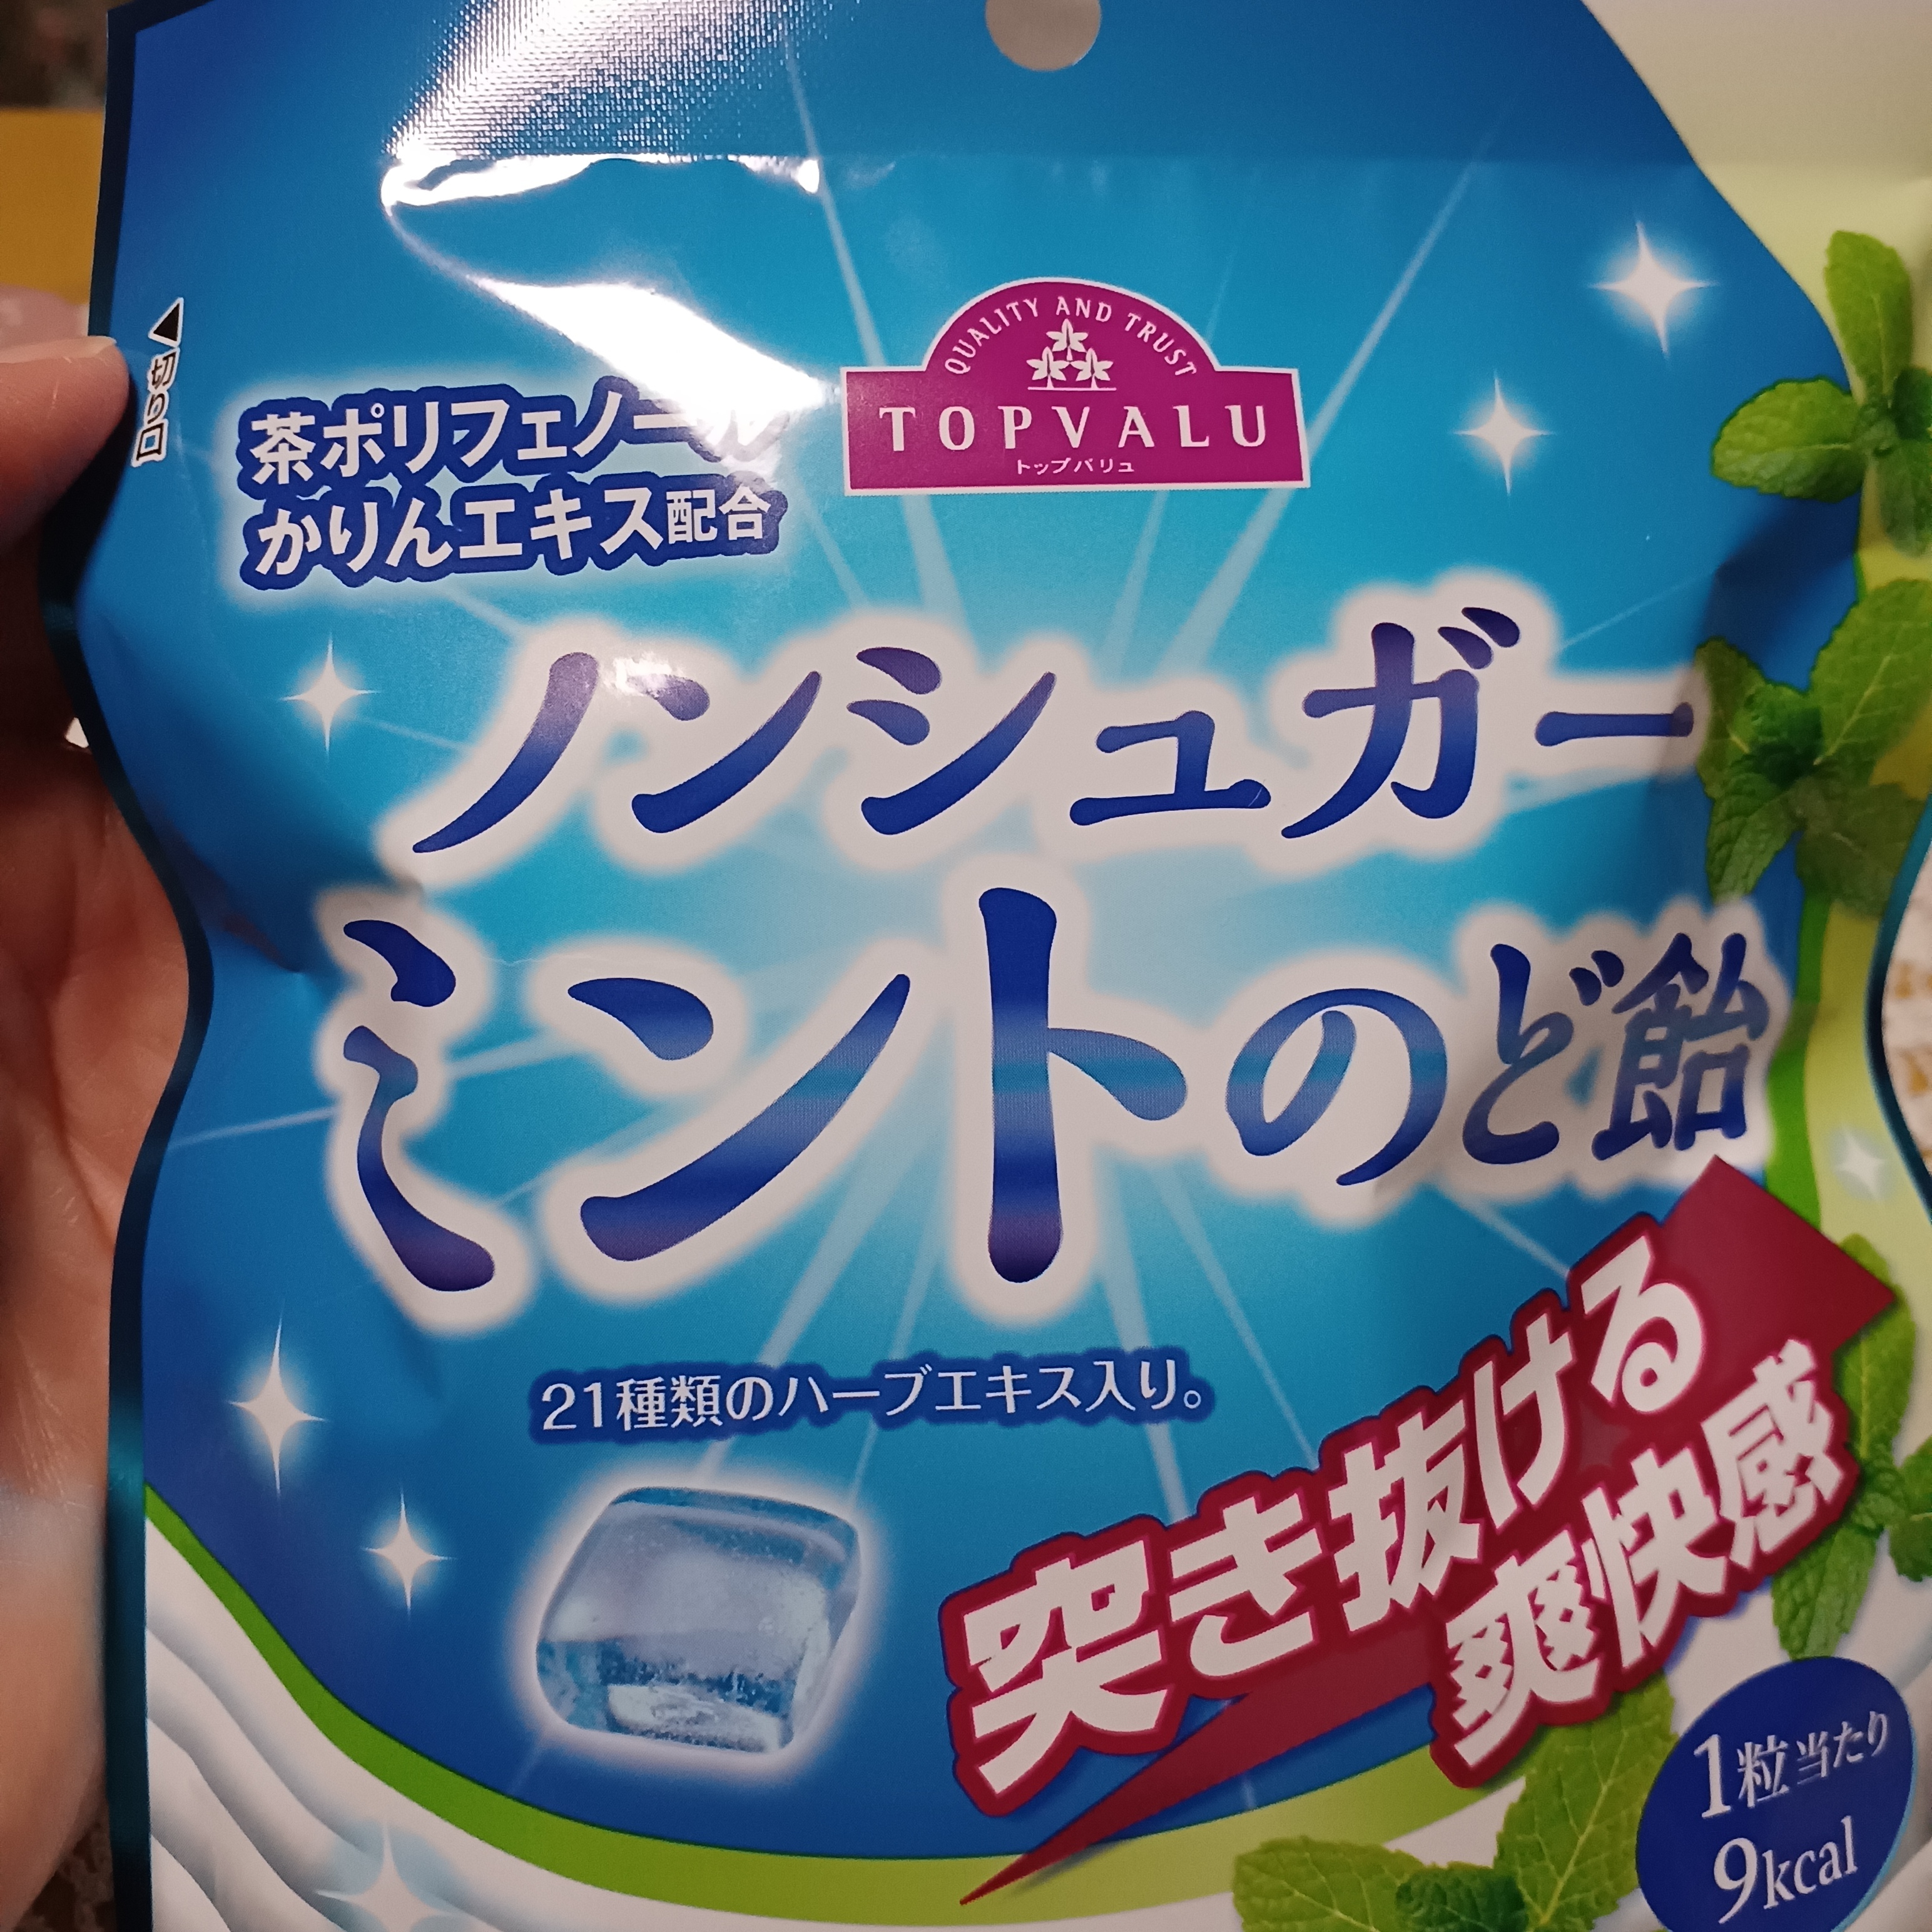 QUALITY AND TRUST
TOPVALU
トップバリュ
◀切り口
茶ポリフェノール
かりんエキス配合
ノンシュガー
ミントのど飴
21種類のハーブエキス入り。
突き抜ける
爽快感
1粒当たり
9kcal